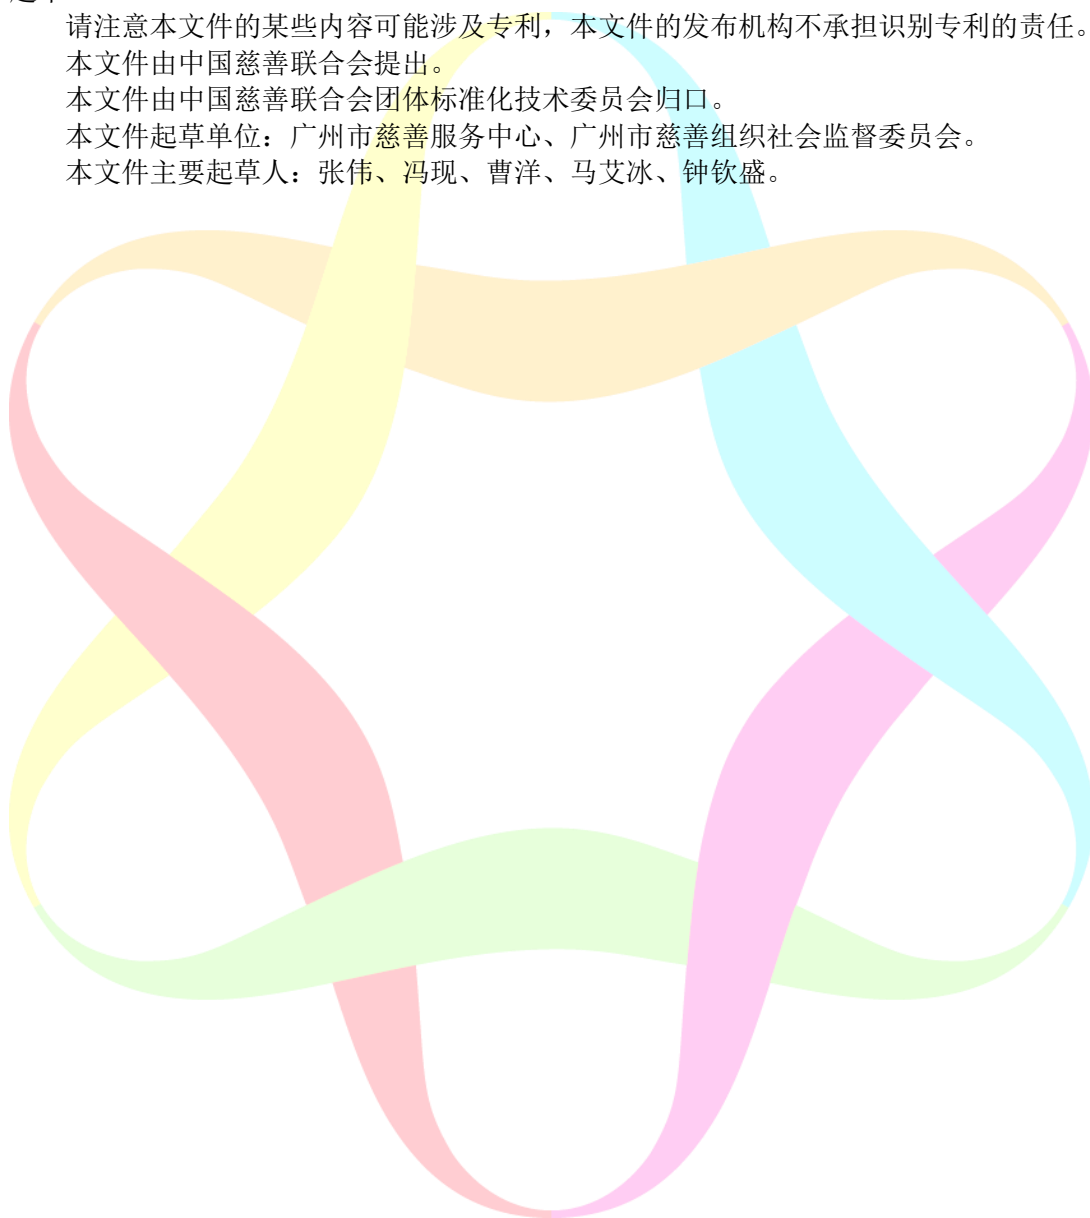 请注意本文件的某些内容可能涉及专利，本文件的发布机构不承担识别专利的责任。
本文件由中国慈善联合会提出。
本文件由中国慈善联合会团体标准化技术委员会归口。
本文件起草单位：广州市慈善服务中心、广州市慈善组织社会监督委员会。
本文件主要起草人：张伟、冯现、曹洋、马艾冰、钟钦盛。